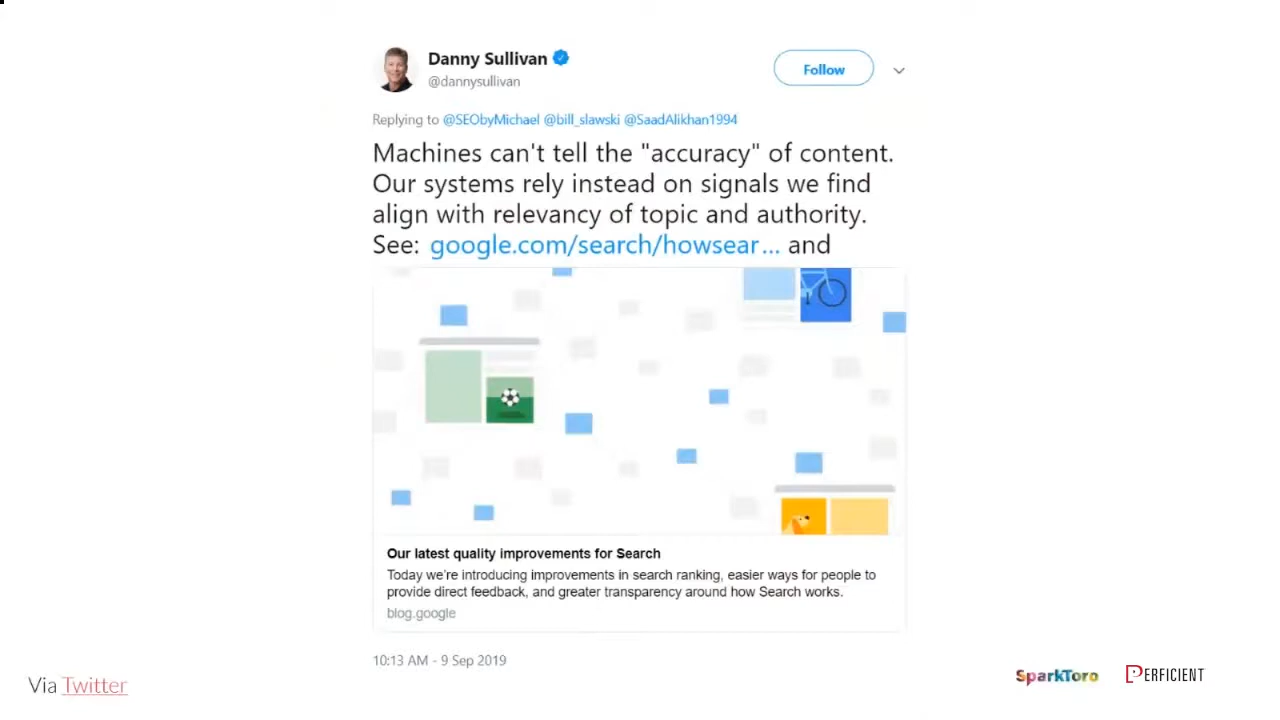 Danny Sullivan
@dannysullivan
Follow
Replying to @SEObyMichael @bill_slawski @SaadAlikhan1994
Machines can't tell the "accuracy" of content.
Our systems rely instead on signals we find
align with relevancy of topic and authority.
See: google.com/search/howsear… and
Our latest quality improvements for Search
Today we're introducing improvements in search ranking, easier ways for people to
provide direct feedback, and greater transparency around how Search works.
blog.google
10:13 AM - 9 Sep 2019
Via Twitter
SparkToro
PERFICIENT